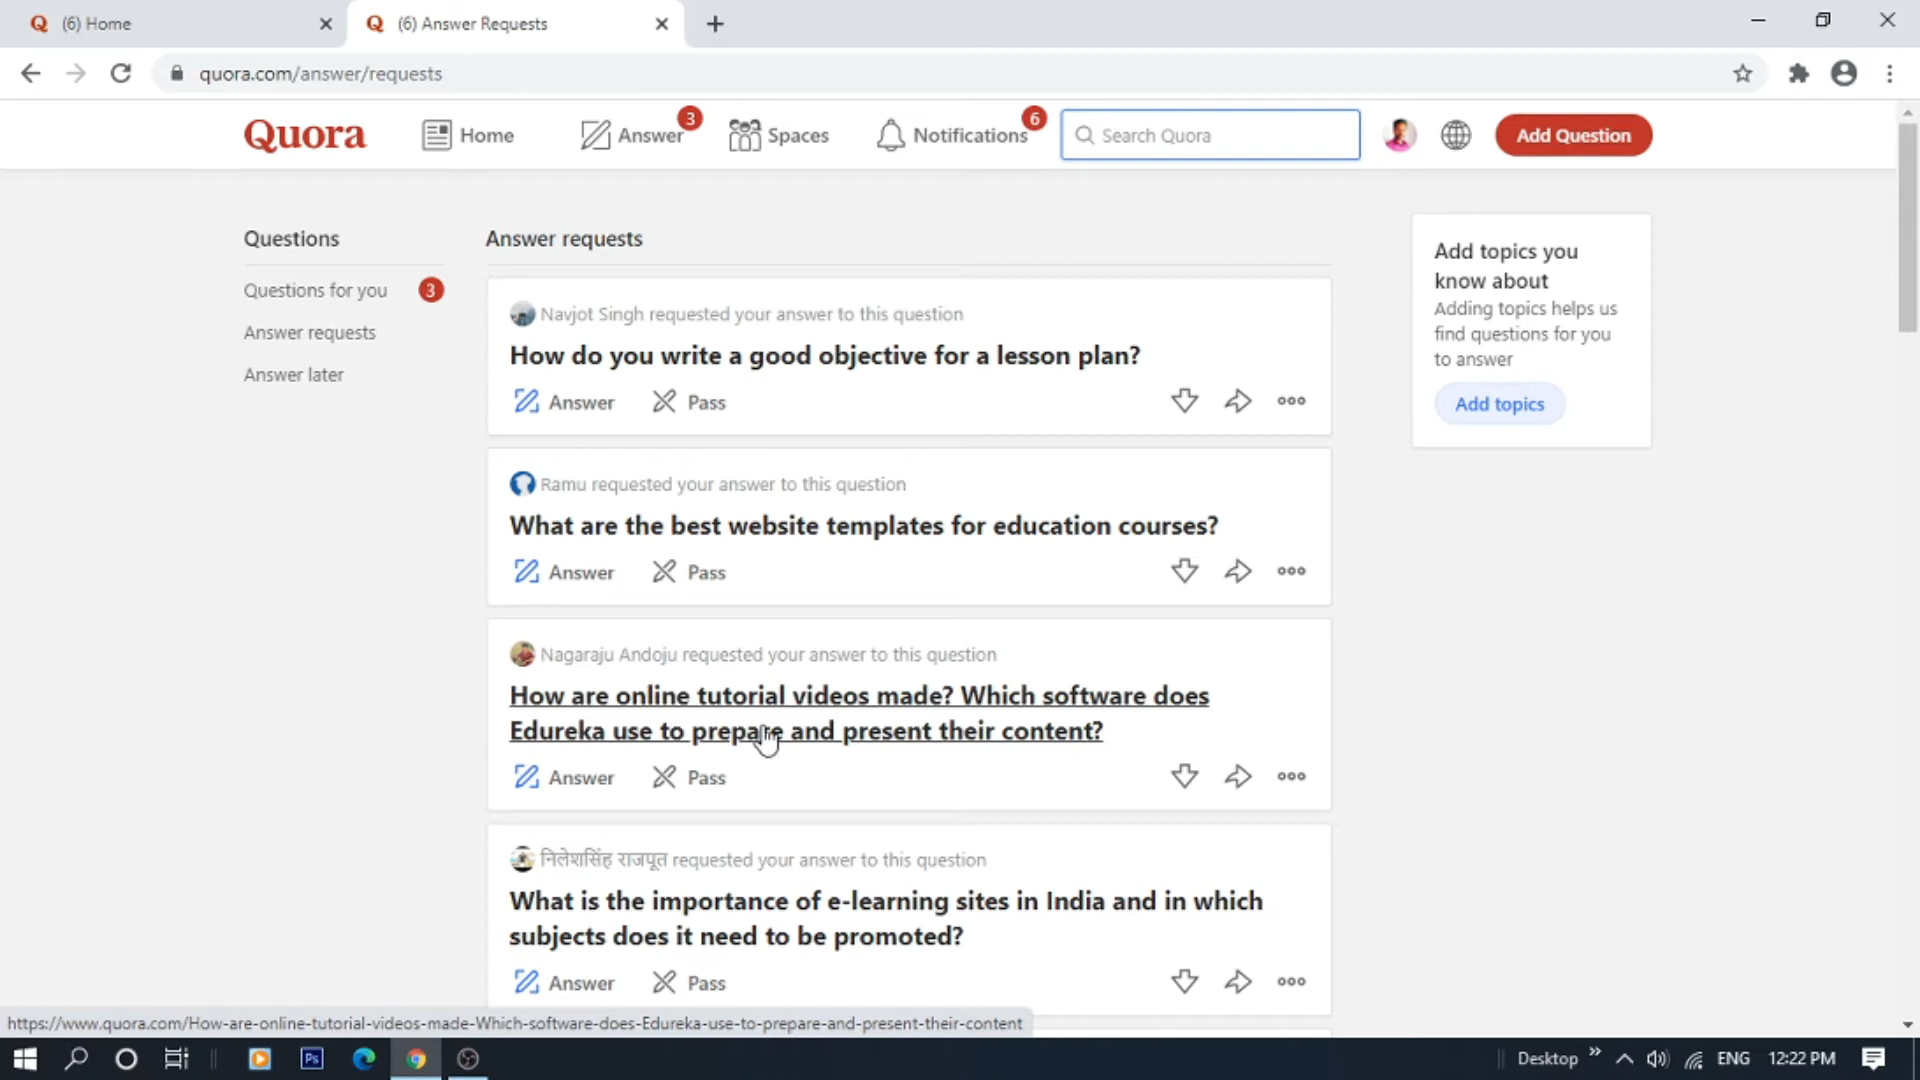 (6) Home
(6) Answer Requests
quora.com/answer/requests
Quora
Home
Answer
3
Spaces
Notifications
6
Search Quora
Add Question
Questions
Questions for you
3
Answer requests
Answer later
Answer requests
Navjot Singh requested your answer to this question
How do you write a good objective for a lesson plan?
Answer
Pass
Ramu requested your answer to this question
What are the best website templates for education courses?
Answer
Pass
Nagaraju Andoju requested your answer to this question
How are online tutorial videos made? Which software does
Edureka use to prepare and present their content?
Answer
Pass
निलेशसिंह राजपूत requested your answer to this question
What is the importance of e-learning sites in India and in which
subjects does it need to be promoted?
Answer
Pass
Add topics you
know about
Adding topics helps us
find questions for you
to answer
Add topics
https://www.quora.com/How-are-online-tutorial-videos-made-Which-software-does-Edureka-use-to-prepare-and-present-their-content
Ps
Desktop
ENG
12:22 PM